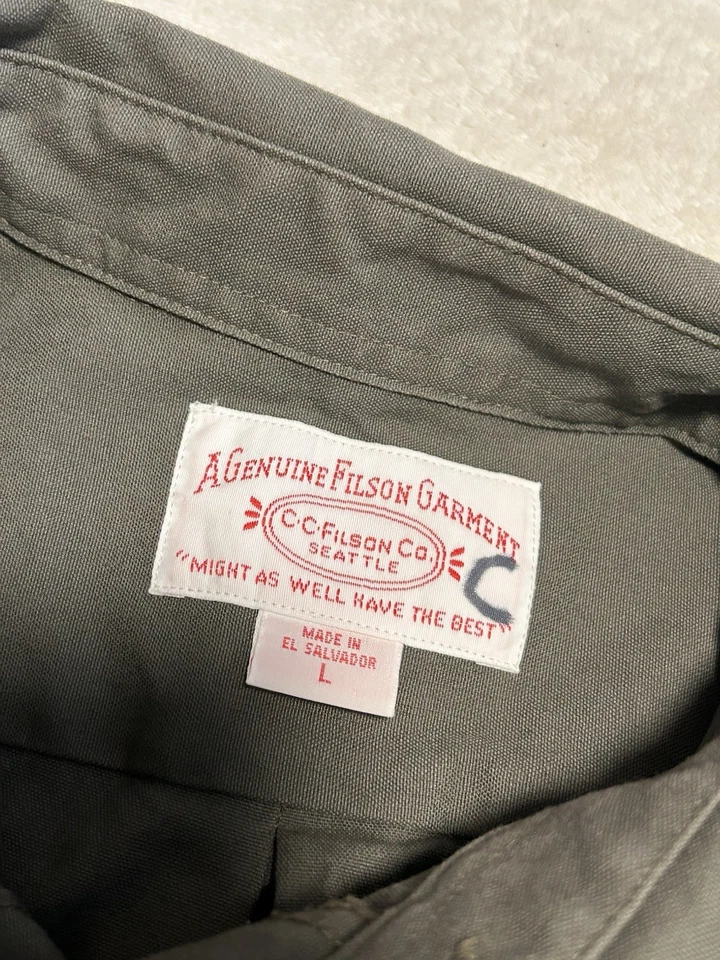 A GENUINE FILSON GARMENT
C.C. FILSON CO.
SEATTLE
"MIGHT AS WELL HAVE THE BEST"
C
MADE IN
EL SALVADOR
L